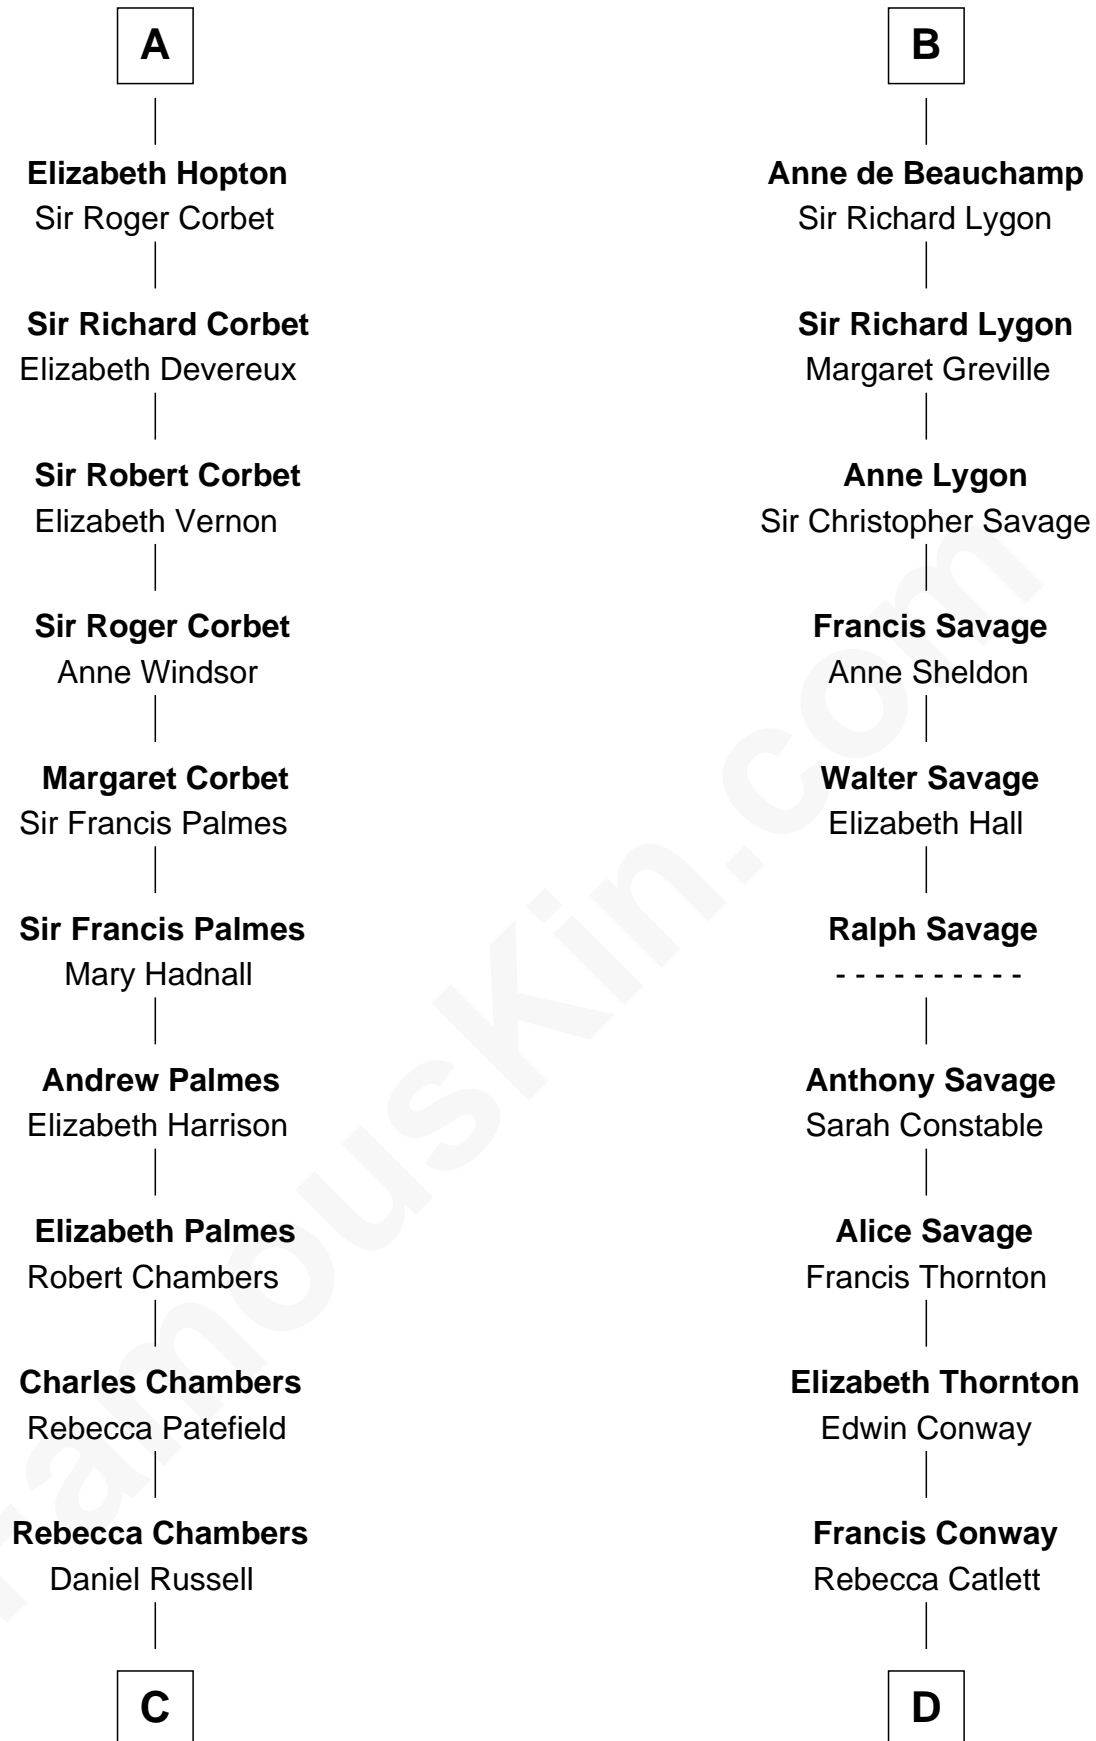 A
Elizabeth Hopton
Sir Roger Corbet
Sir Richard Corbet
Elizabeth Devereux
Sir Robert Corbet
Elizabeth Vernon
Sir Roger Corbet
Anne Windsor
Margaret Corbet
Sir Francis Palmes
Sir Francis Palmes
Mary Hadnall
Andrew Palmes
Elizabeth Harrison
Elizabeth Palmes
Robert Chambers
Charles Chambers
Rebecca Patefield
Rebecca Chambers
Daniel Russell
C
B
Anne de Beauchamp
Sir Richard Lygon
Sir Richard Lygon
Margaret Greville
Anne Lygon
Sir Christopher Savage
Francis Savage
Anne Sheldon
Walter Savage
Elizabeth Hall
Ralph Savage
- - - - - - - - - -
Anthony Savage
Sarah Constable
Alice Savage
Francis Thornton
Elizabeth Thornton
Edwin Conway
Francis Conway
Rebecca Catlett
D
FamousKin.com